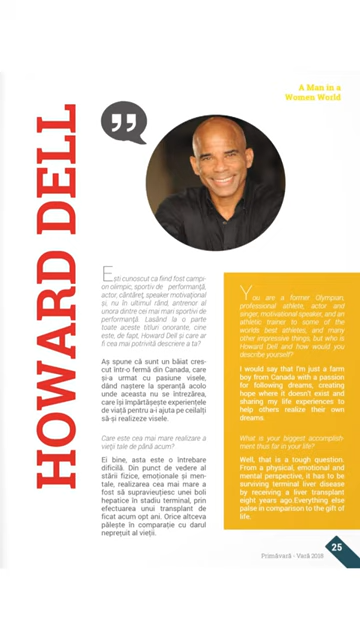 A Man in a
Women World
HOWARD DELL
Ești cunoscut ca fiind fost campi-
on olimpic, sportiv de performanță,
actor, cântăreț, speaker motivațional
și, nu în ultimul rând, antrenor al
unora dintre cei mai mari sportivi de
performanță. Lasând la o parte
toate aceste titluri onorante, cine
este, de fapt, Howard Dell și care ar
fi cea mai potrivită descriere a ta?
Aș spune că sunt un băiat cres-
cut într-o fermă din Canada, care
și-a urmat cu pasiune visele,
dând naștere la speranță acolo
unde aceasta nu se întrezărea,
care își împărtășește experiențele
de viață pentru a-i ajuta pe ceilalți
să-și realizeze visele.
Care este cea mai mare realizare a
vieții tale de până acum?
Ei bine, asta este o întrebare
dificilă. Din punct de vedere al
stării fizice, emoționale și men-
tale, realizarea cea mai mare a
fost să supraviețuesc unei boli
hepatice în stadiu terminal, prin
efectuarea unui transplant de
ficat acum opt ani. Orice altceva
pălește în comparație cu darul
neprețuit al vieții.
You are a former Olympian,
professional athlete, actor and
singer, motivational speaker, and an
athletic trainer to some of the
worlds best athletes, and many
other impressive things, but who is
Howard Dell and how would you
describe yourself?
I would say that I'm just a farm
boy from Canada with a passion
for following dreams, creating
hope where it doesn't exist and
sharing my life experiences to
help others realize their own
dreams.
What is your biggest accomplish-
ment thus far in your life?
Well, that is a tough question.
From a physical, emotional and
mental perspective, it has to be
surviving terminal liver disease
by receiving a liver transplant
eight years ago.Everything else
palse in comparison to the gift of
life.
Primăvară - Vară 2018
25